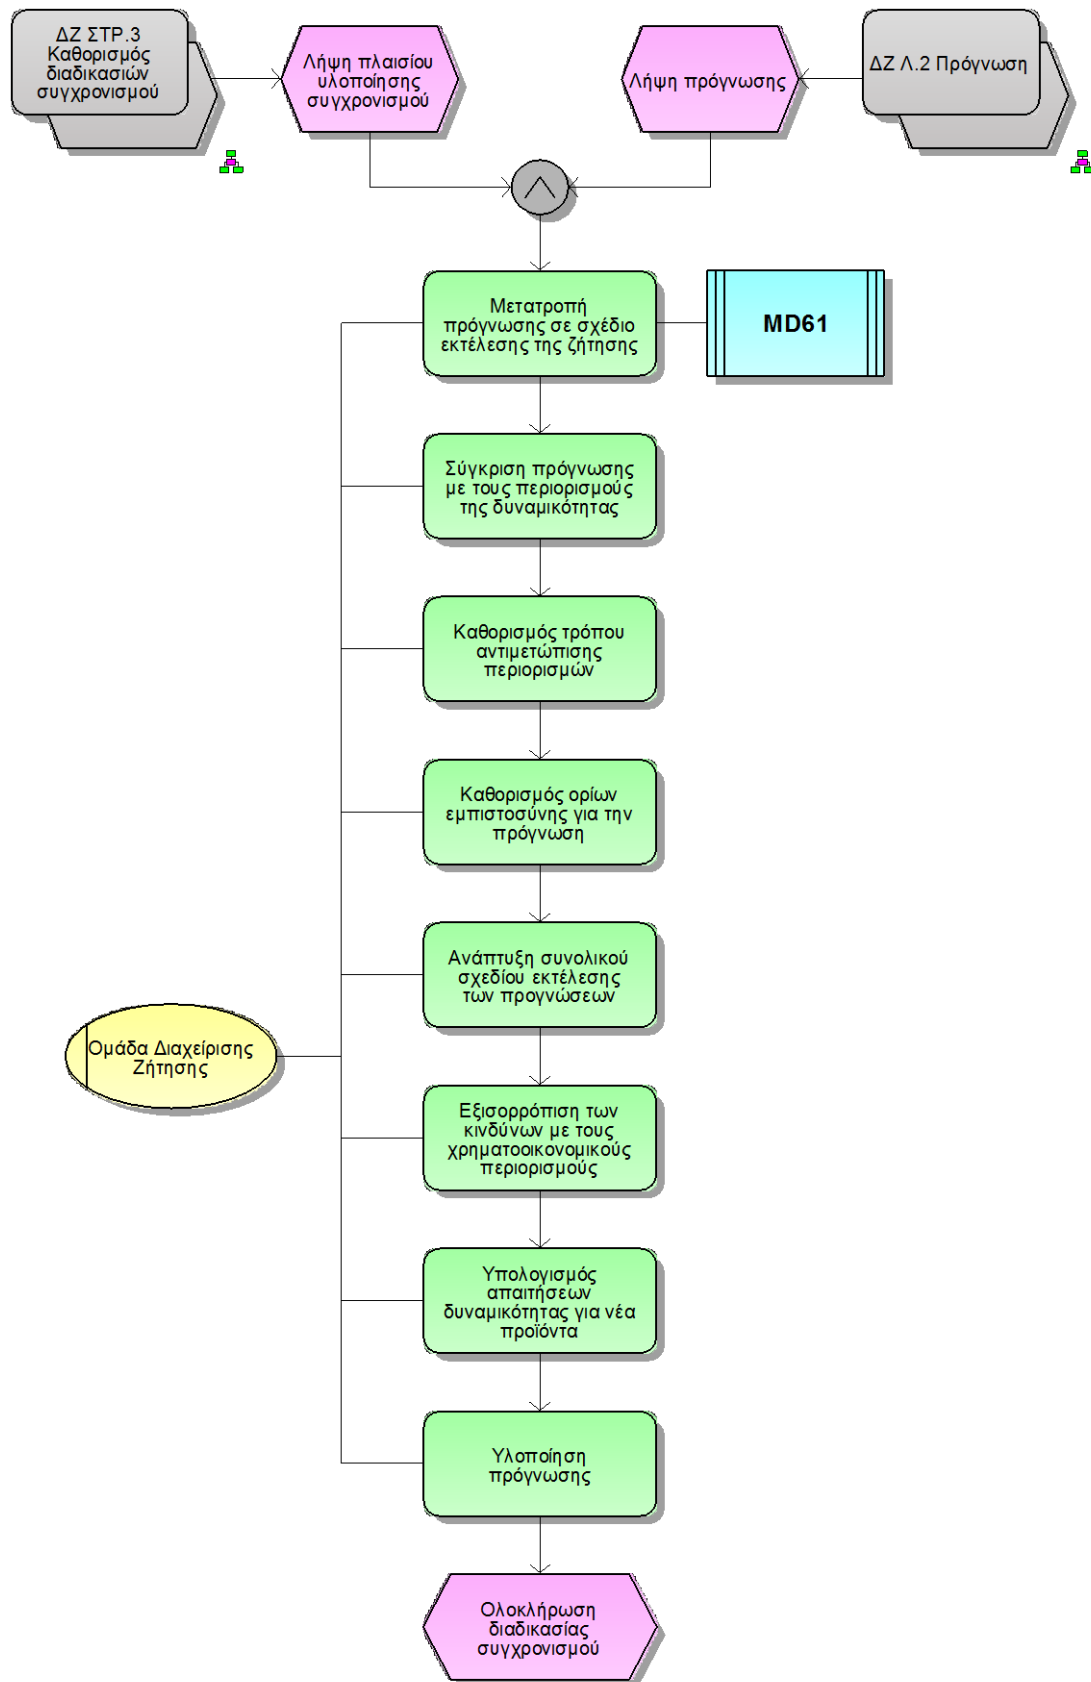 ΔΖ ΣΤΡ.3
Καθορισμός
διαδικασιών
συγχρονισμού
Λήψη πλαισίου
υλοποίησης
συγχρονισμού
Λήψη πρόγνωσης
ΔΖ Λ.2 Πρόγνωση
Μετατροπή
πρόγνωσης σε σχέδιο
εκτέλεσης της ζήτησης
MD61
Σύγκριση πρόγνωσης
με τους περιορισμούς
της δυναμικότητας
Καθορισμός τρόπου
αντιμετώπισης
περιορισμών
Καθορισμός ορίων
εμπιστοσύνης για την
πρόγνωση
Ανάπτυξη συνολικού
σχεδίου εκτέλεσης
των προγνώσεων
Ομάδα Διαχείρισης
Ζήτησης
Εξισορρόπιση των
κινδύνων με τους
χρηματοοικονομικούς
περιορισμούς
Υπολογισμός
απαιτήσεων
δυναμικότητας για νέα
προϊόντα
Υλοποίηση
πρόγνωσης
Ολοκλήρωση
διαδικασίας
συγχρονισμού